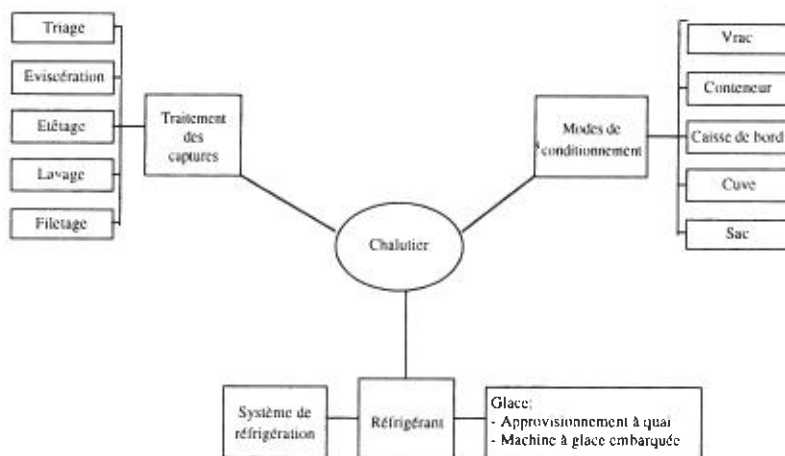 Triage
Eviscération
Etêtage
Lavage
Filetage
Traitement
des
captures
Chalutier
Modes de
conditionnement
Vrac
Conteneur
Caisse de bord
Cuve
Sac
Système de
réfrigération
Réfrigérant
Glace:
- Approvisionnement à quai
- Machine à glace embarquée